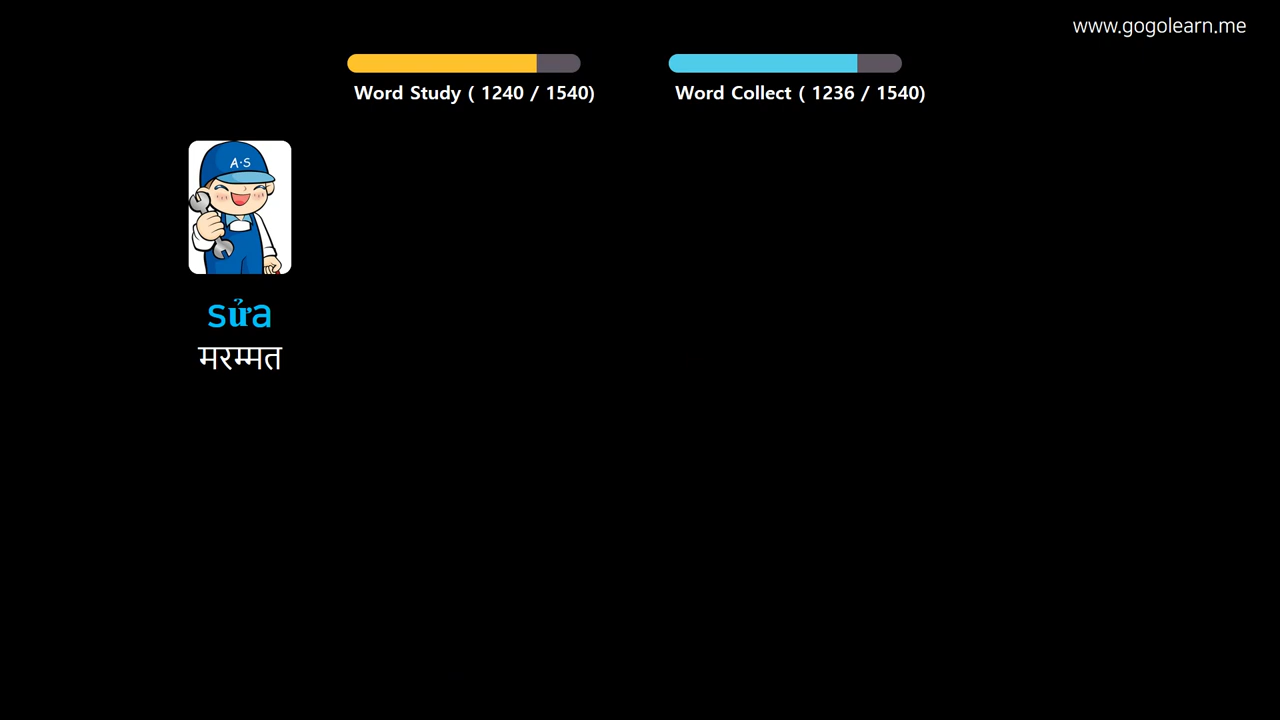 www.gogolearn.me
Word Study ( 1240 / 1540)
Word Collect ( 1236 / 1540)
A·S
sửa
मरम्मत